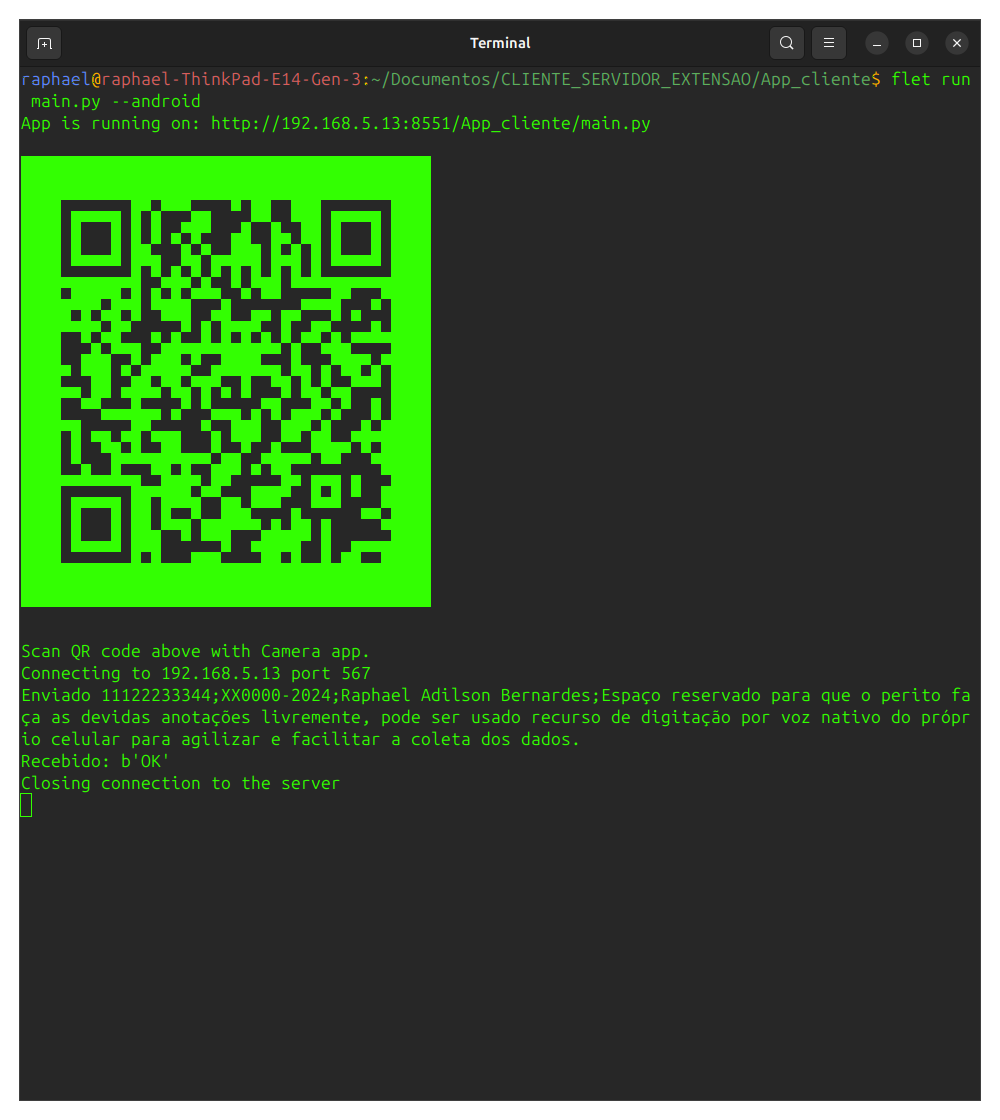 Terminal
raphael@raphael-ThinkPad-E14-Gen-3:~/Documentos/CLIENTE_SERVIDOR_EXTENSAO/App_cliente$ flet run
 main.py --android
App is running on: http://192.168.5.13:8551/App_cliente/main.py
Scan QR code above with Camera app.
Connecting to 192.168.5.13 port 567
Enviado 11122233344;XX0000-2024;Raphael Adilson Bernardes;Espaço reservado para que o perito fa
ça as devidas anotações livremente, pode ser usado recurso de digitação por voz nativo do própr
io celular para agilizar e facilitar a coleta dos dados.
Recebido: b'OK'
Closing connection to the server